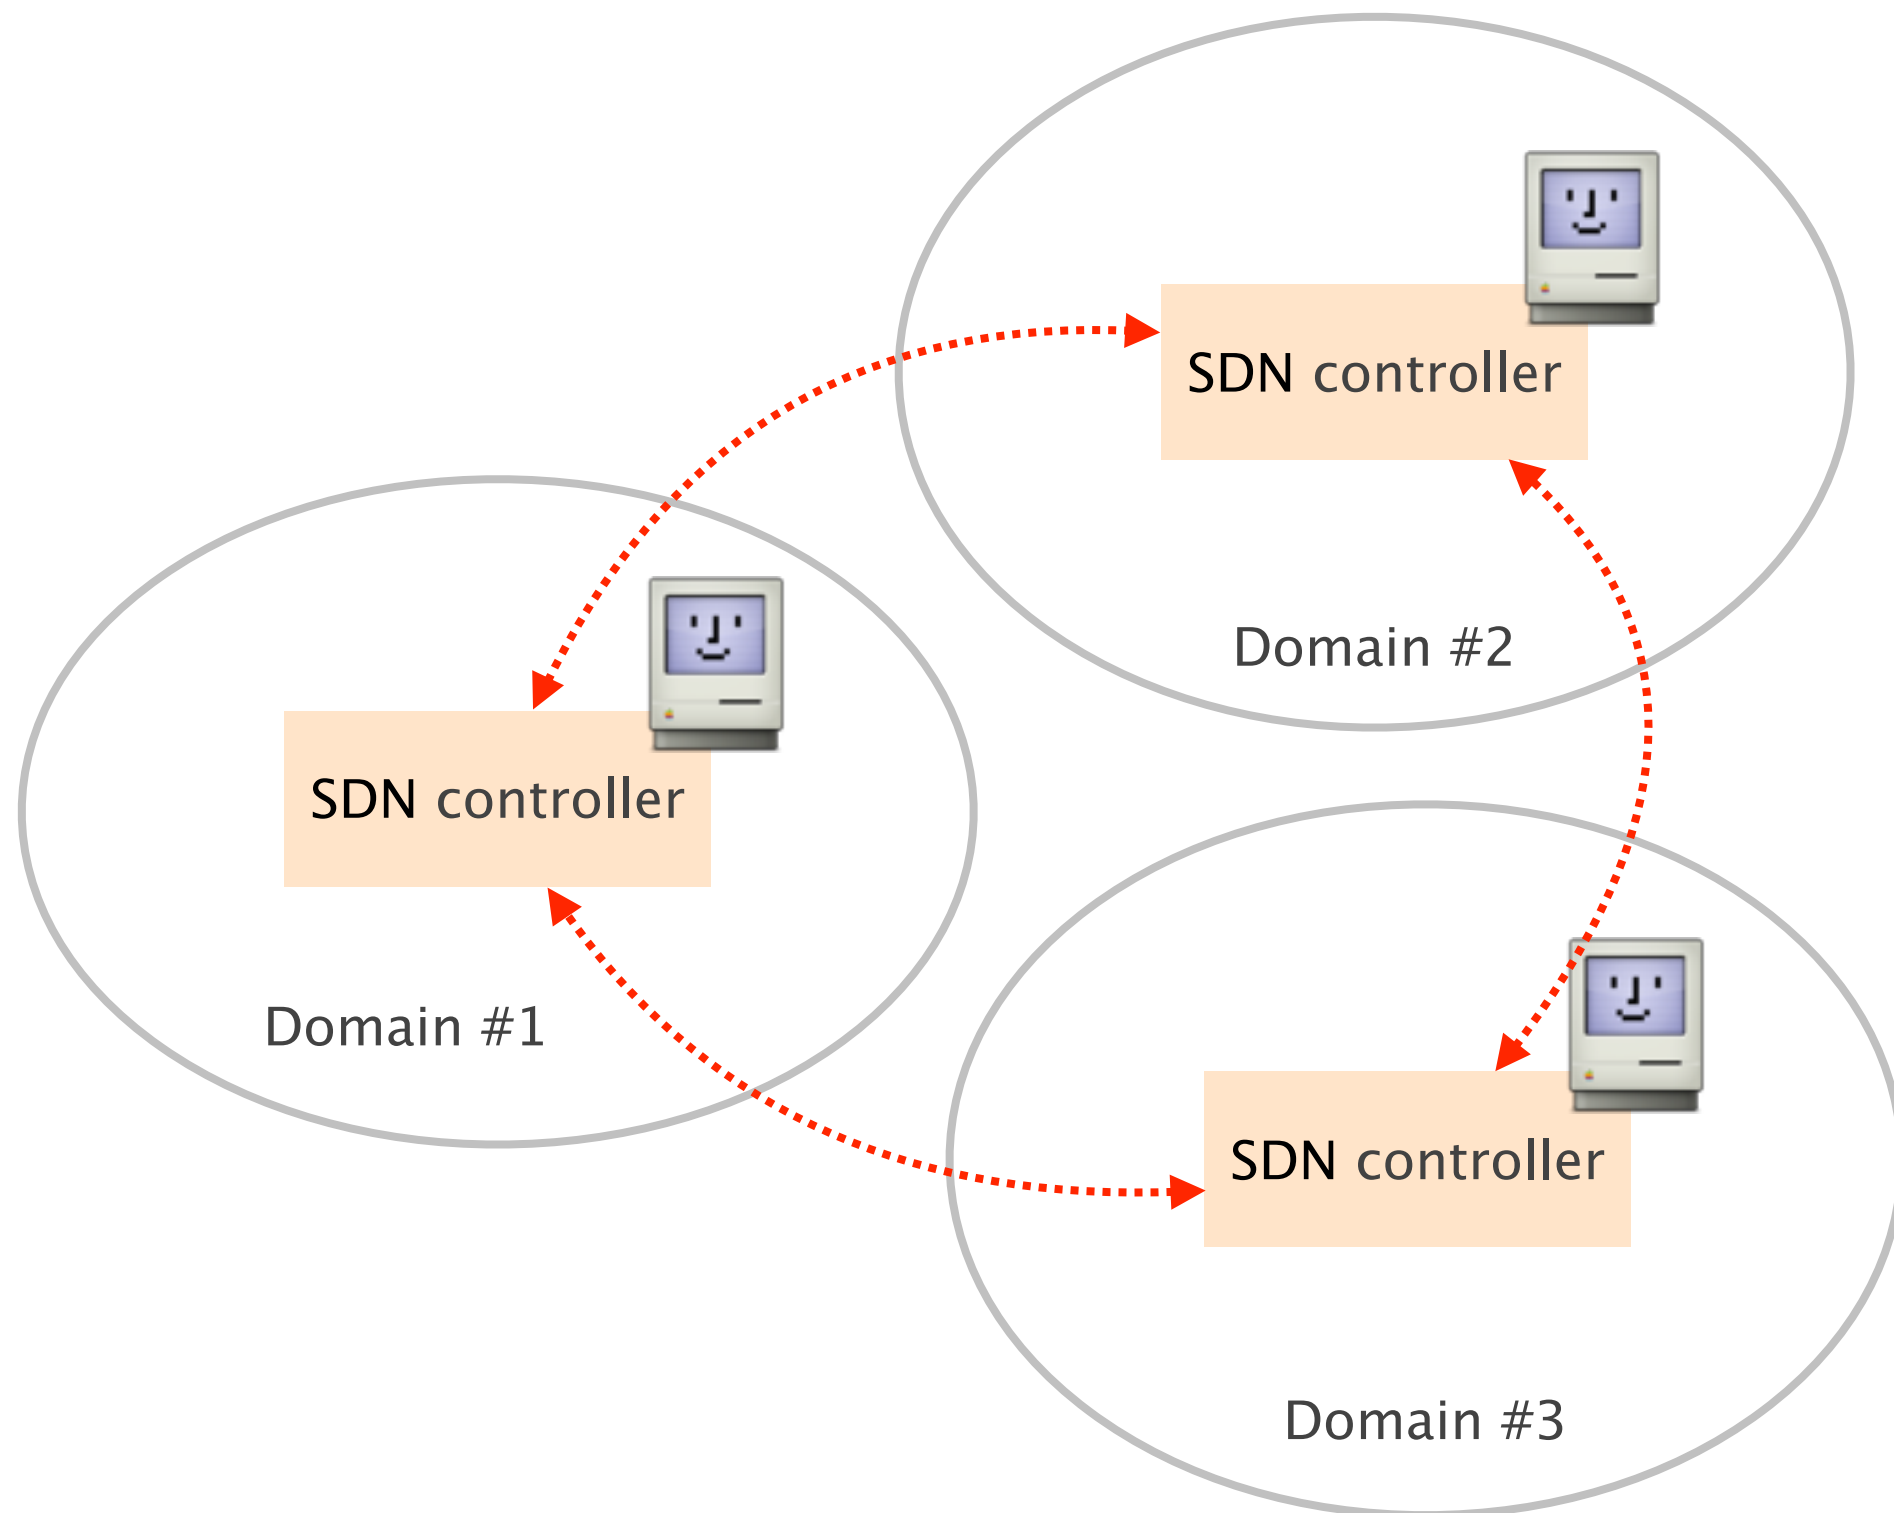 SDN controller
Domain #2
SDN controller
Domain #1
SDN controller
Domain #3